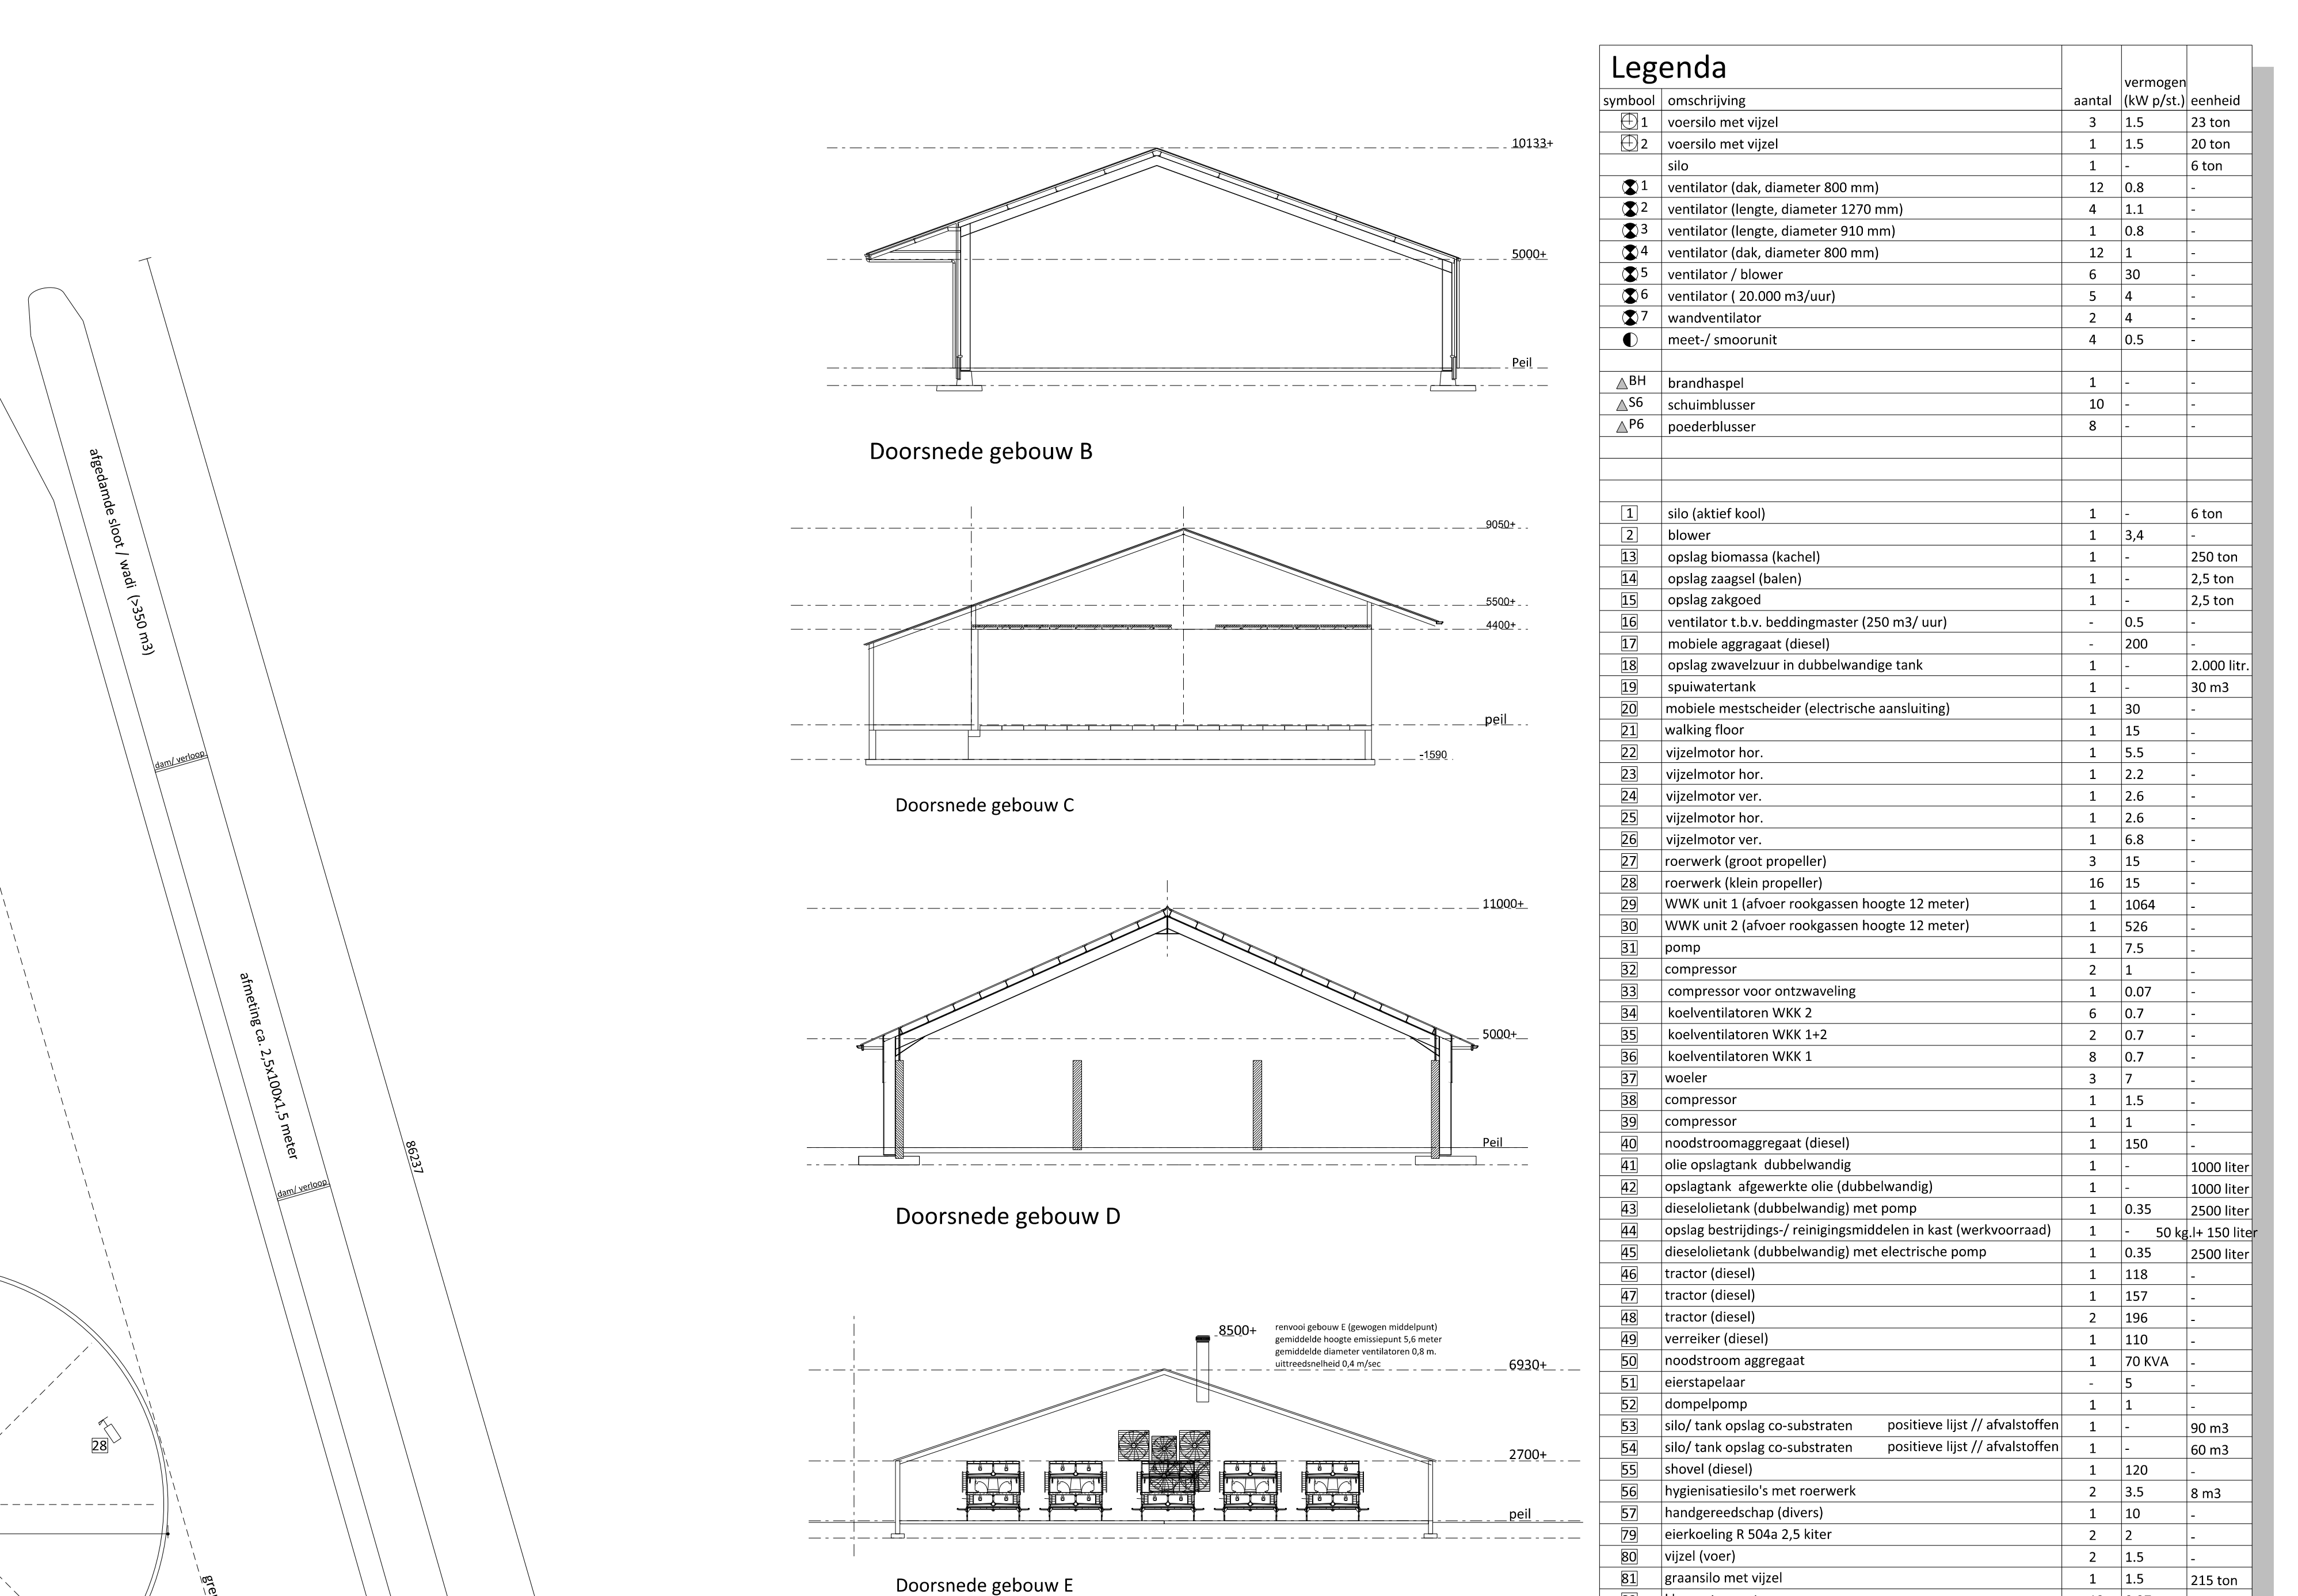 afgedamde sloot / wadi (>350 m3)
dam/ verloop
afmeting ca. 2,5x100x1,5 meter
dam/ verloop
86237
28
10133+
5000+
Peil
Doorsnede gebouw B
9050+
5500+
4400+
peil
-1590
Doorsnede gebouw C
11000+
5000+
Peil
Doorsnede gebouw D
8500+
renvooi gebouw E (gewogen middelpunt)
gemiddelde hoogte emissiepunt 5,6 meter
gemiddelde diameter ventilatoren 0,8 m.
uittreedsnelheid 0,4 m/sec
6930+
2700+
peil
Doorsnede gebouw E
Legenda
symbool omschrijving aantal vermogen (kW p/st.) eenheid
1 voersilo met vijzel 3 1.5 23 ton
2 voersilo met vijzel 1 1.5 20 ton
silo 1 - 6 ton
1 ventilator (dak, diameter 800 mm) 12 0.8 -
2 ventilator (lengte, diameter 1270 mm) 4 1.1 -
3 ventilator (lengte, diameter 910 mm) 1 0.8 -
4 ventilator (dak, diameter 800 mm) 12 1 -
5 ventilator / blower 6 30 -
6 ventilator ( 20.000 m3/uur) 5 4 -
7 wandventilator 2 4 -
meet-/ smoorunit 4 0.5 -
BH brandhaspel 1 - -
S6 schuimblusser 10 - -
P6 poederblusser 8 - -
1 silo (aktief kool) 1 - 6 ton
2 blower 1 3,4 -
13 opslag biomassa (kachel) 1 - 250 ton
14 opslag zaagsel (balen) 1 - 2,5 ton
15 opslag zakgoed 1 - 2,5 ton
16 ventilator t.b.v. beddingmaster (250 m3/ uur) - 0.5 -
17 mobiele aggragaat (diesel) - 200 -
18 opslag zwavelzuur in dubbelwandige tank 1 - 2.000 litr.
19 spuiwatertank 1 - 30 m3
20 mobiele mestscheider (electrische aansluiting) 1 30 -
21 walking floor 1 15 -
22 vijzelmotor hor. 1 5.5 -
23 vijzelmotor hor. 1 2.2 -
24 vijzelmotor ver. 1 2.6 -
25 vijzelmotor hor. 1 2.6 -
26 vijzelmotor ver. 1 6.8 -
27 roerwerk (groot propeller) 3 15 -
28 roerwerk (klein propeller) 16 15 -
29 WWK unit 1 (afvoer rookgassen hoogte 12 meter) 1 1064 -
30 WWK unit 2 (afvoer rookgassen hoogte 12 meter) 1 526 -
31 pomp 1 7.5 -
32 compressor 2 1 -
33 compressor voor ontzwaveling 1 0.07 -
34 koelventilatoren WKK 2 6 0.7 -
35 koelventilatoren WKK 1+2 2 0.7 -
36 koelventilatoren WKK 1 8 0.7 -
37 woeler 3 7 -
38 compressor 1 1.5 -
39 compressor 1 1 -
40 noodstroomaggregaat (diesel) 1 150 -
41 olie opslagtank dubbelwandig 1 - 1000 liter
42 opslagtank afgewerkte olie (dubbelwandig) 1 - 1000 liter
43 dieselolietank (dubbelwandig) met pomp 1 0.35 2500 liter
44 opslag bestrijdings-/ reinigingsmiddelen in kast (werkvoorraad) 1 - 50 kg.l+ 150 liter
45 dieselolietank (dubbelwandig) met electrische pomp 1 0.35 2500 liter
46 tractor (diesel) 1 118 -
47 tractor (diesel) 1 157 -
48 tractor (diesel) 2 196 -
49 verreiker (diesel) 1 110 -
50 noodstroom aggregaat 1 70 KVA -
51 eierstapelaar - 5 -
52 dompelpomp 1 1 -
53 silo/ tank opslag co-substraten positieve lijst // afvalstoffen 1 - 90 m3
54 silo/ tank opslag co-substraten positieve lijst // afvalstoffen 1 - 60 m3
55 shovel (diesel) 1 120 -
56 hygienisatiesilo's met roerwerk 2 3.5 8 m3
57 handgereedschap (divers) 1 10 -
79 eierkoeling R 504a 2,5 kiter 2 2 -
80 vijzel (voer) 2 1.5 -
81 graansilo met vijzel 1 1.5 215 ton